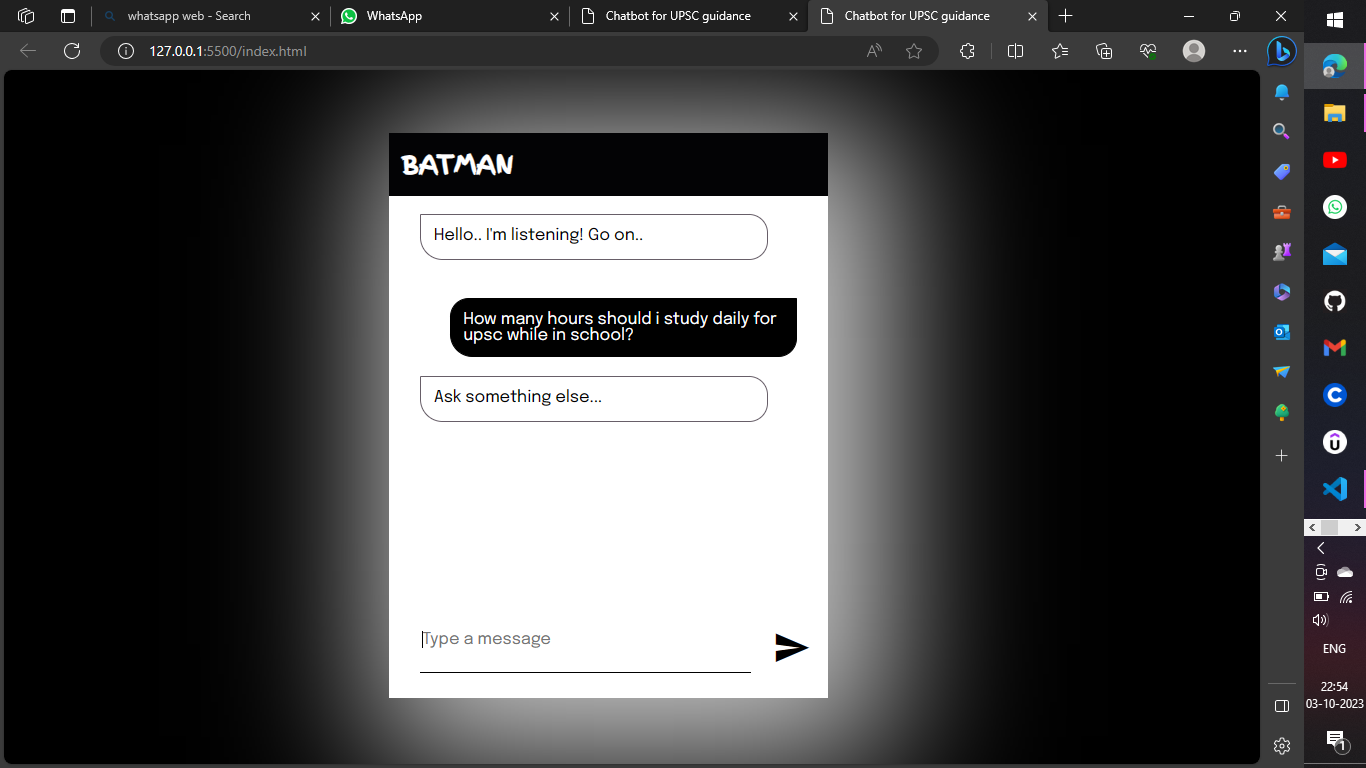 whatsapp web - Search
WhatsApp
Chatbot for UPSC guidance
Chatbot for UPSC guidance
127.0.0.1:5500/index.html
BATMAN
Hello.. I'm listening! Go on..
How many hours should i study daily for
upsc while in school?
Ask something else...
Type a message
ENG
22:54
03-10-2023
1